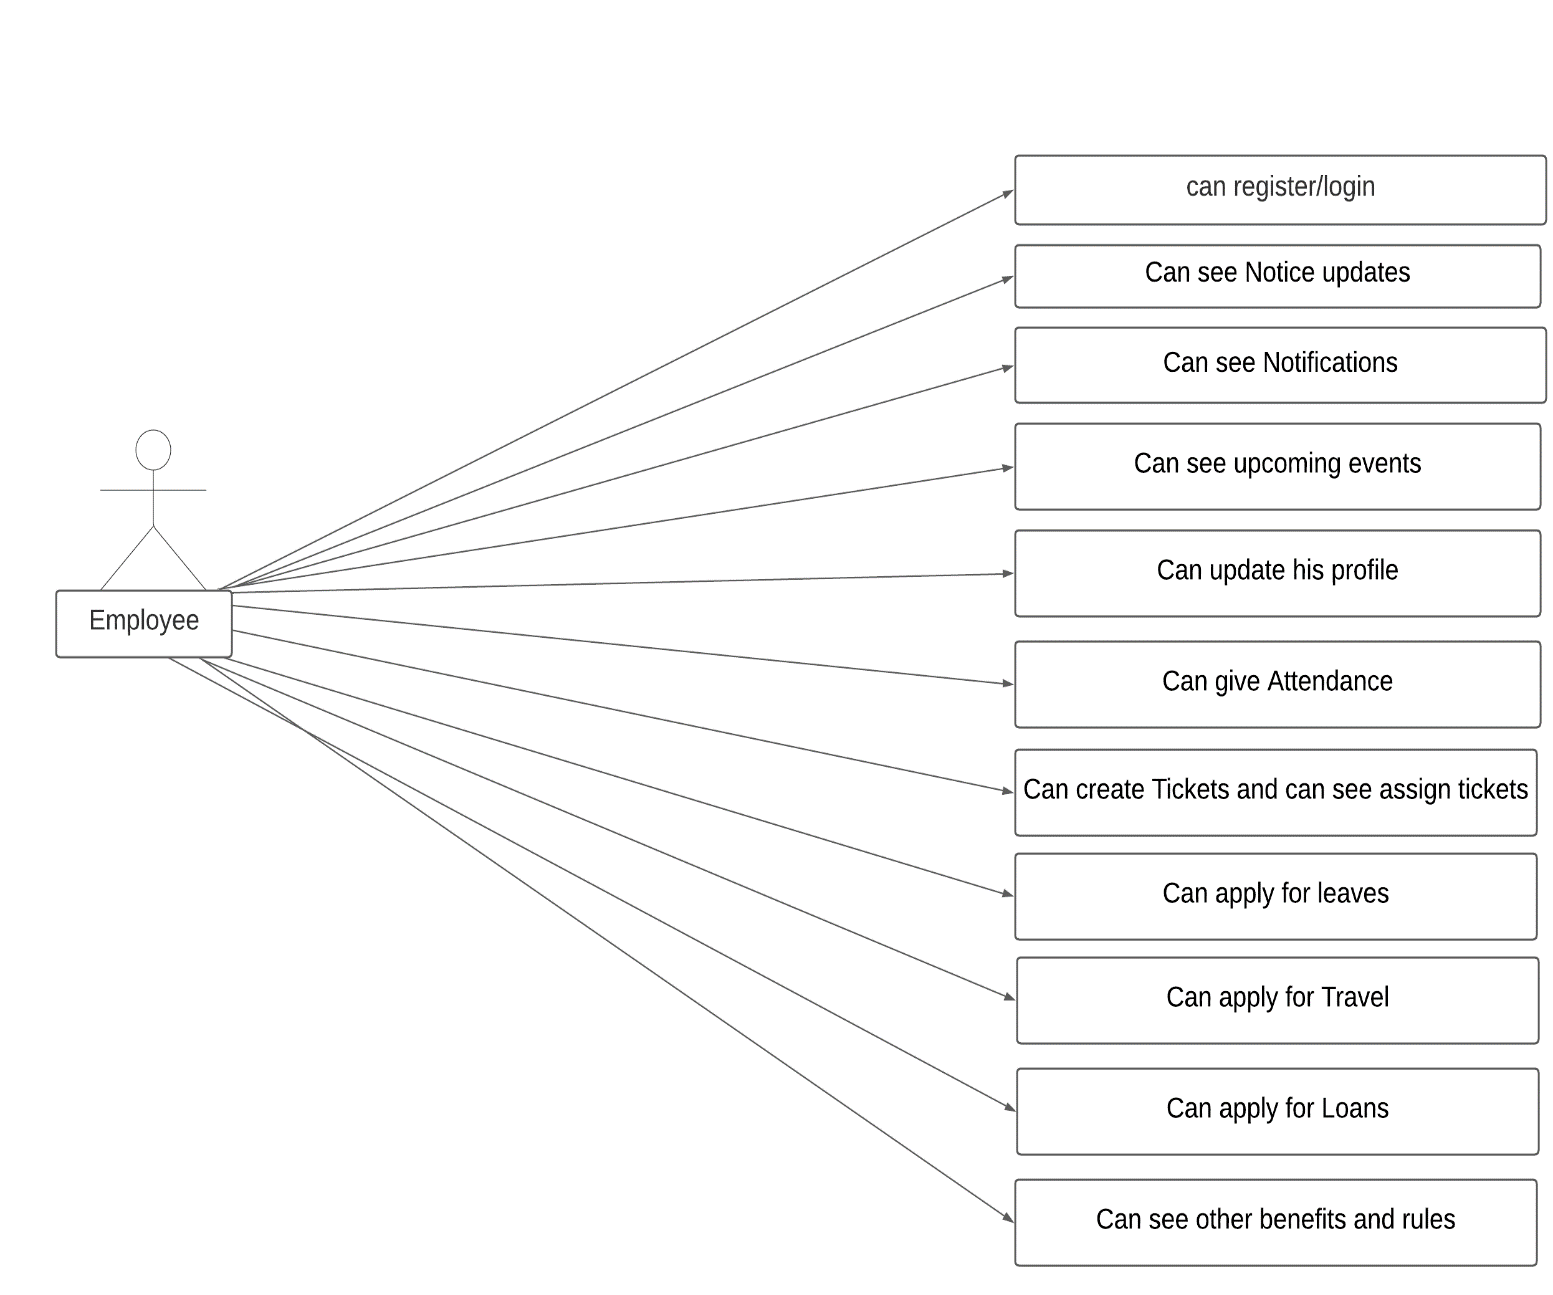 can register/login
Can see Notice updates
Can see Notifications
Can see upcoming events
Can update his profile
Employee
Can give Attendance
Can create Tickets and can see assign tickets
Can apply for leaves
Can apply for Travel
Can apply for Loans
Can see other benefits and rules